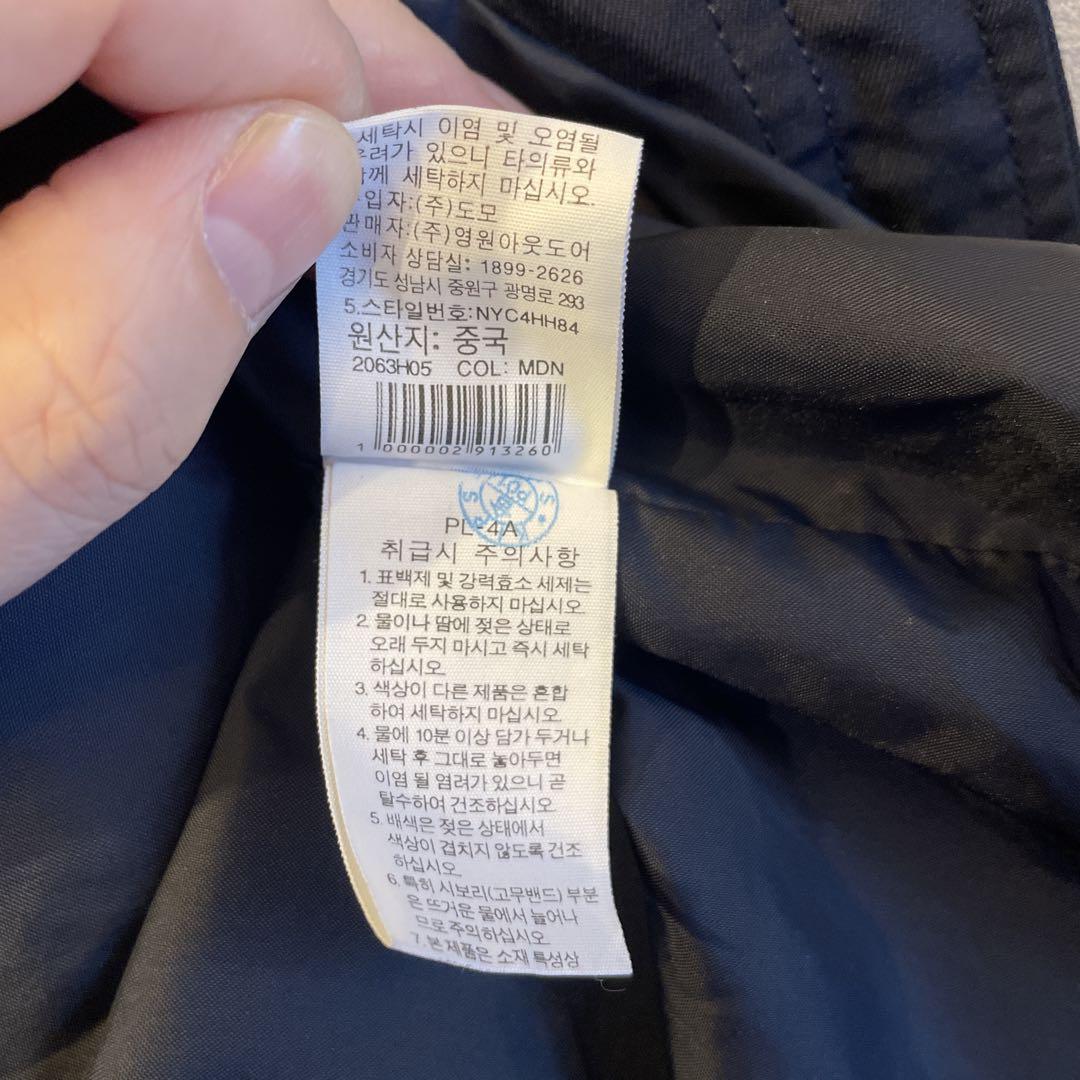 세탁시 이염 및 오염될
우려가 있으니 타의류와
함께 세탁하지 마십시오.
수입자:(주)도모
판매자:(주)영원아웃도어
소비자 상담실: 1899-2626
경기도 성남시 중원구 광명로 293
5.스타일번호:NYC4HH84
원산지: 중국
2063H05 COL: MDN
1 000002 913260
PL-4A
취급시 주의사항
1. 표백제 및 강력효소 세제는
절대로 사용하지 마십시오
2. 물이나 땀에 젖은 상태로
오래 두지 마시고 즉시 세탁
하십시오.
3. 색상이 다른 제품은 혼합
하여 세탁하지 마십시오.
4. 물에 10분 이상 담가 두거나
세탁 후 그대로 놓아두면
이염 될 염려가 있으니 곧
탈수하여 건조하십시오
5. 배색은 젖은 상태에서
색상이 겹치지 않도록 건조
하십시오.
6. 특히 시보리(고무밴드) 부분
은 뜨거운 물에서 늘어나
므로 주의하십시오
7. 본 제품은 소재 특성상